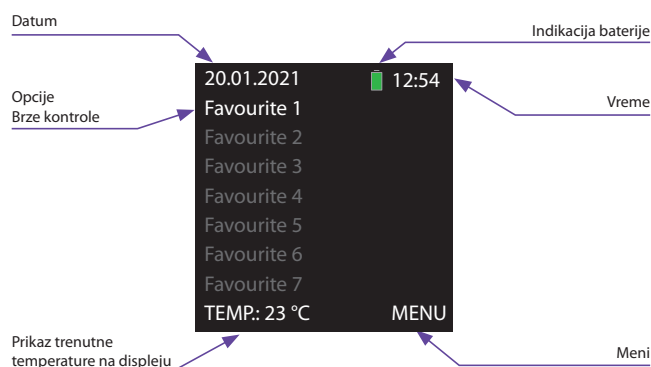 Datum
Indikacija baterije
20.01.2021 12:54
Opcije
Brze kontrole
Vreme
Favourite 1
Favourite 2
Favourite 3
Favourite 4
Favourite 5
Favourite 6
Favourite 7
TEMP.: 23 °C MENU
Prikaz trenutne
temperature na displeju
Meni